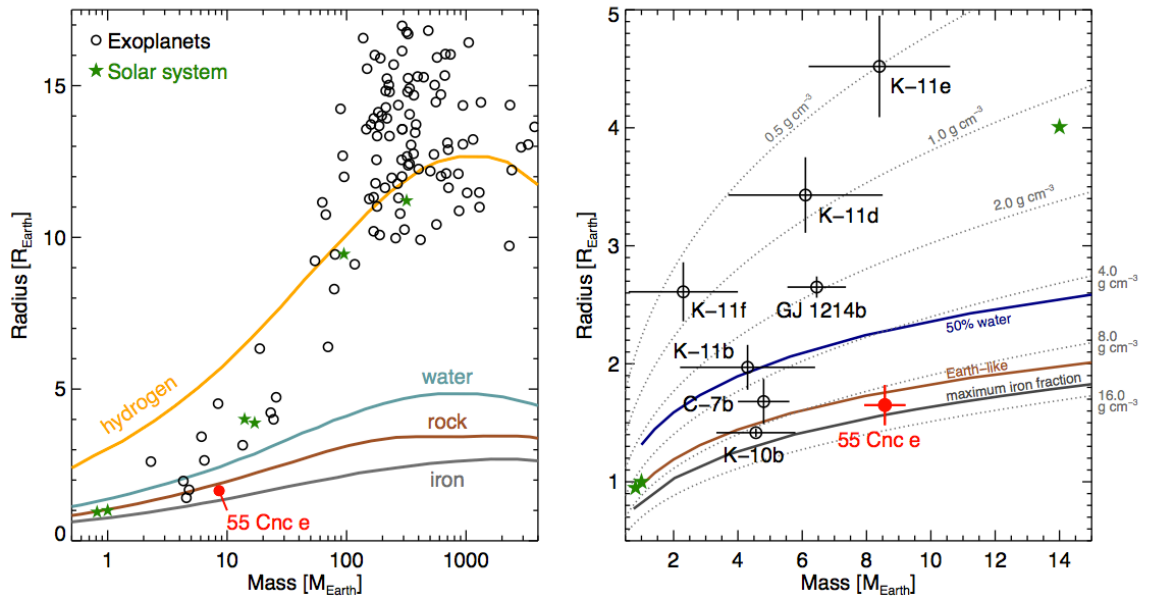 Exoplanets
Solar system
hydrogen
water
rock
iron
55 Cnc e
15
10
5
0
Radius [R_Earth]
1
10
100
1000
Mass [M_Earth]
K-11e
K-11d
K-11f
GJ 1214b
K-11b
C-7b
K-10b
55 Cnc e
0.5 g cm⁻³
1.0 g cm⁻³
2.0 g cm⁻³
4.0
g cm⁻³
8.0
g cm⁻³
16.0
g cm⁻³
50% water
Earth-like
maximum iron fraction
5
4
3
2
1
Radius [R_Earth]
2
4
6
8
10
12
14
Mass [M_Earth]